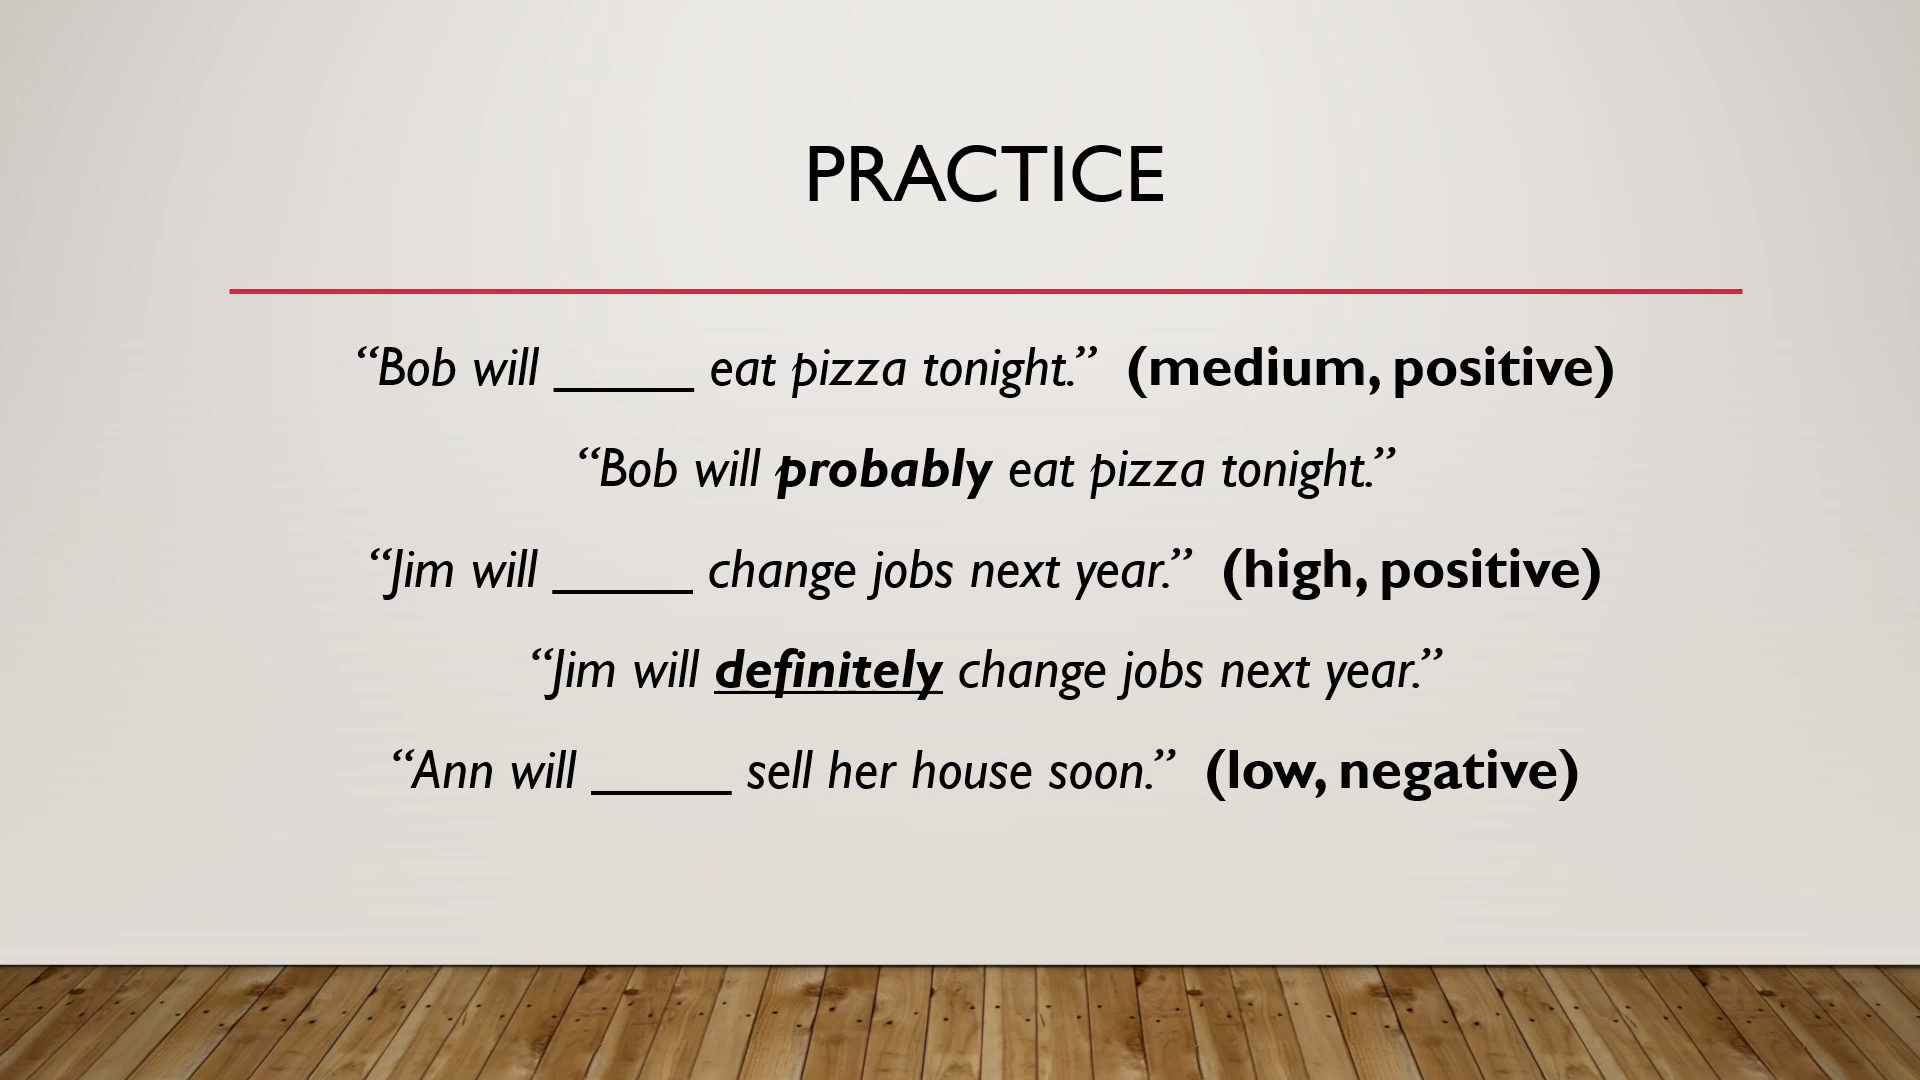 PRACTICE
“Bob will _____ eat pizza tonight.” (medium, positive)
“Bob will probably eat pizza tonight.”
“Jim will _____ change jobs next year.” (high, positive)
“Jim will definitely change jobs next year.”
“Ann will _____ sell her house soon.” (low, negative)